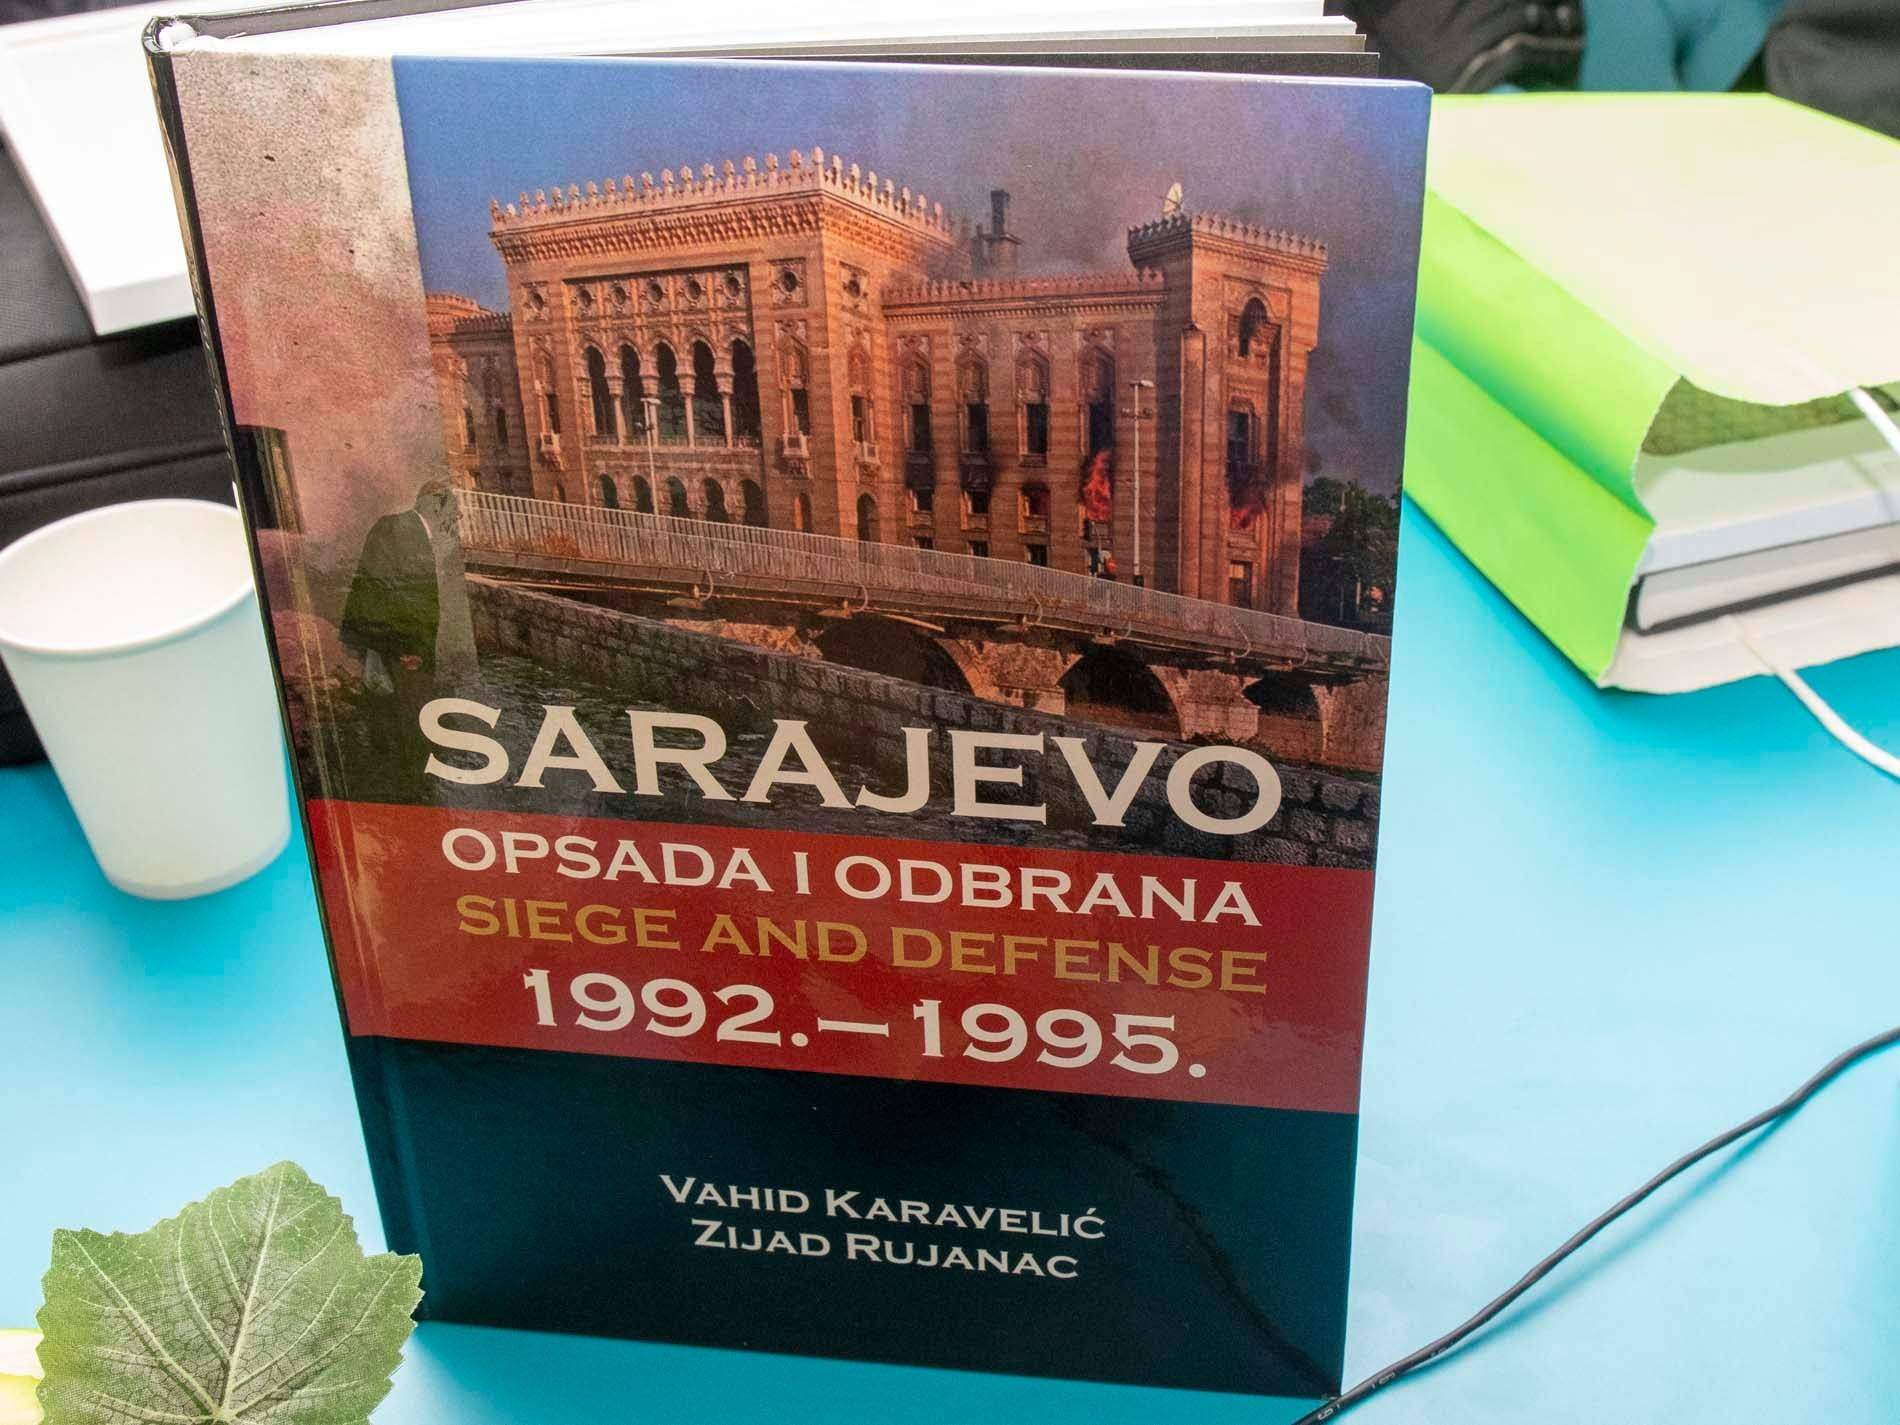 SARAJEVO
OPSADA I ODBRANA
SIEGE AND DEFENSE
1992.–1995.
VAHID KARAVELIĆ
ZIJAD RUJANAC